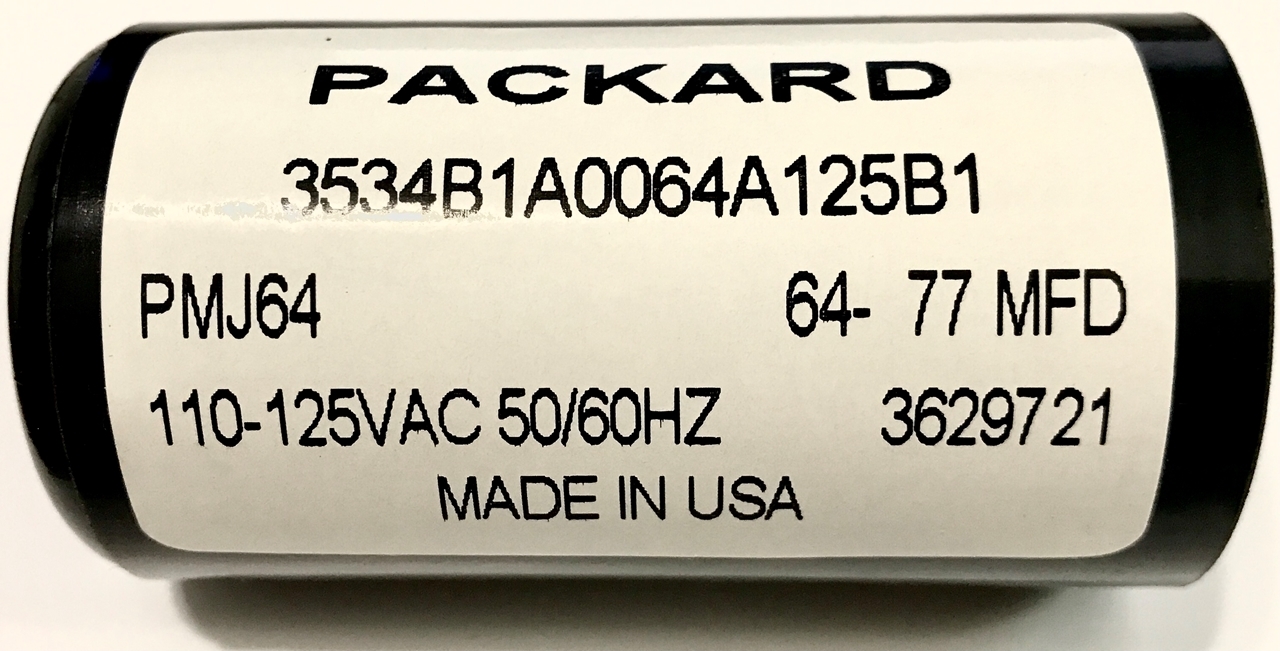 PACKARD
3534B1A0064A125B1
PMJ64 64- 77 MFD
110-125VAC 50/60HZ 3629721
MADE IN USA